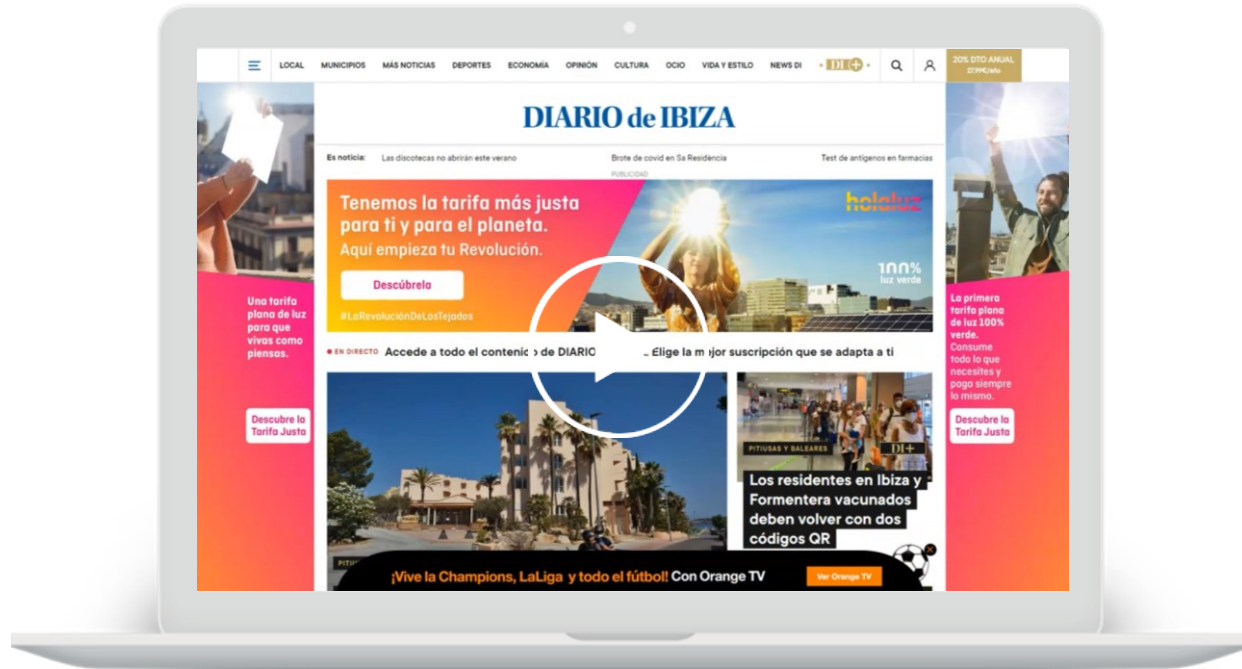 LOCAL MUNICIPIOS MÁS NOTICIAS DEPORTES ECONOMÍA OPINIÓN CULTURA OCIO VIDA Y ESTILO NEWS DI DI+ 20% DTO ANUAL
27,99€/año
DIARIO de IBIZA
Es noticia: Las discotecas no abrirán este verano Brote de covid en Sa Residència Test de antígenos en farmacias
PUBLICIDAD
Tenemos la tarifa más justa
para ti y para el planeta.
Aquí empieza tu Revolución.
Descúbrela
#LaRevoluciónDeLosTejados
holaluz
100%
luz verde
Una tarifa
plana de luz
para que
vivas como
piensas.
Descubre la
Tarifa Justa
La primera
tarifa plana
de luz 100%
verde.
Consume
todo lo que
necesites y
paga siempre
lo mismo.
Descubre la
Tarifa Justa
EN DIRECTO Accede a todo el contenido de DIARIO Elige la mejor suscripción que se adapta a ti
PITIUSAS Y BALEARES DI+
Los residentes en Ibiza y
Formentera vacunados
deben volver con dos
códigos QR
¡Vive la Champions, LaLiga y todo el fútbol! Con Orange TV Ver Orange TV